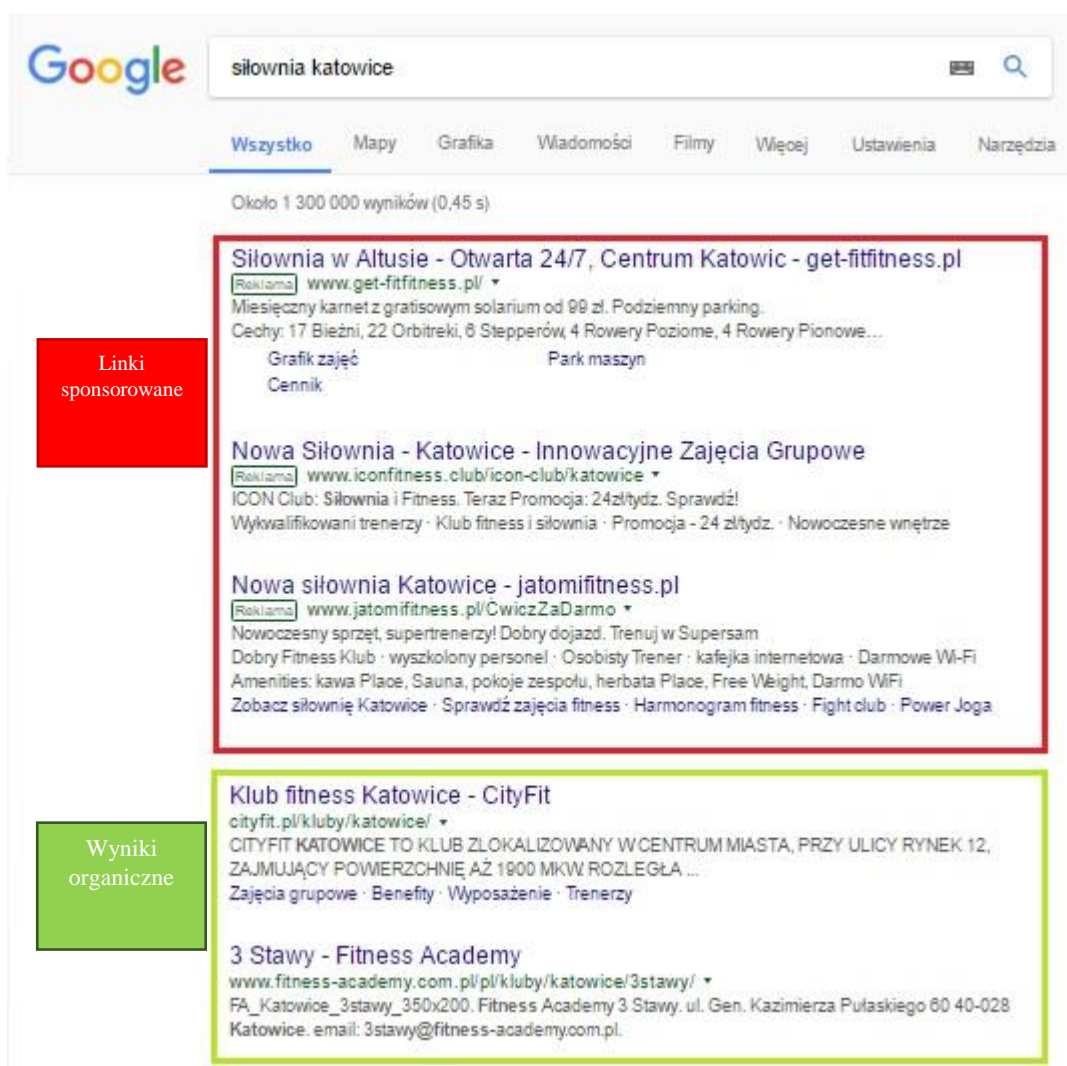 Google
siłownia katowice
Wszystko Mapy Grafika Wiadomości Filmy Więcej Ustawienia Narzędzia
Około 1 300 000 wyników (0,45 s)
Siłownia w Altusie - Otwarta 24/7, Centrum Katowic - get-fitfitness.pl
Reklama www.get-fitfitness.pl/
Miesięczny karnet z gratisowym solarium od 99 zł. Podziemny parking.
Cechy: 17 Bieżni, 22 Orbitreki, 6 Stepperów, 4 Rowery Poziome, 4 Rowery Pionowe…
Grafik zajęć Park maszyn
Cennik
Linki
sponsorowane
Nowa Siłownia - Katowice - Innowacyjne Zajęcia Grupowe
Reklama www.iconfitness.club/icon-club/katowice
ICON Club: Siłownia i Fitness. Teraz Promocja: 24zł/tydz. Sprawdź!
Wykwalifikowani trenerzy · Klub fitness i siłownia · Promocja - 24 zł/tydz. · Nowoczesne wnętrze
Nowa siłownia Katowice - jatomifitness.pl
Reklama www.jatomifitness.pl/CwiczZaDarmo
Nowoczesny sprzęt, supertrenerzy! Dobry dojazd. Trenuj w Supersam
Dobry Fitness Klub · wyszkolony personel · Osobisty Trener · kafejka internetowa · Darmowe Wi-Fi
Amenities: kawa Place, Sauna, pokoje zespołu, herbata Place, Free Weight, Darmo WiFi
Zobacz siłownię Katowice · Sprawdź zajęcia fitness · Harmonogram fitness · Fight club · Power Joga
Klub fitness Katowice - CityFit
cityfit.pl/kluby/katowice/
CITYFIT KATOWICE TO KLUB ZLOKALIZOWANY W CENTRUM MIASTA, PRZY ULICY RYNEK 12,
ZAJMUJĄCY POWIERZCHNIĘ AŻ 1900 MKW. ROZLEGŁA ...
Zajęcia grupowe · Benefity · Wyposażenie · Trenerzy
Wyniki
organiczne
3 Stawy - Fitness Academy
www.fitness-academy.com.pl/pl/kluby/katowice/3stawy/
FA_Katowice_3stawy_350x200. Fitness Academy 3 Stawy. ul. Gen. Kazimierza Pułaskiego 60 40-028
Katowice. email: 3stawy@fitness-academy.com.pl.